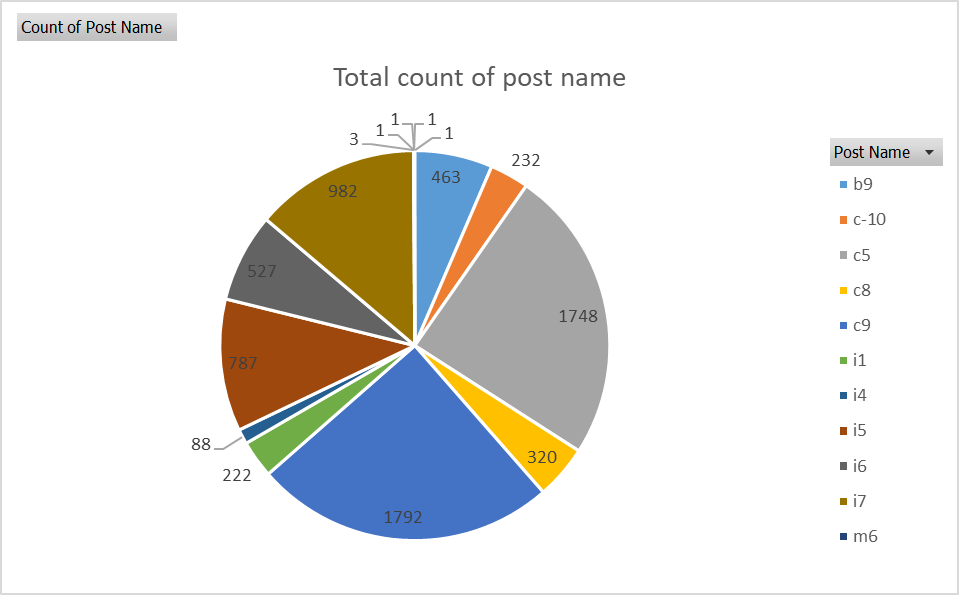 Count of Post Name
Total count of post name
1
1
1
1
3
232
463
982
527
1748
787
320
88
222
1792
Post Name
b9
c-10
c5
c8
c9
i1
i4
i5
i6
i7
m6